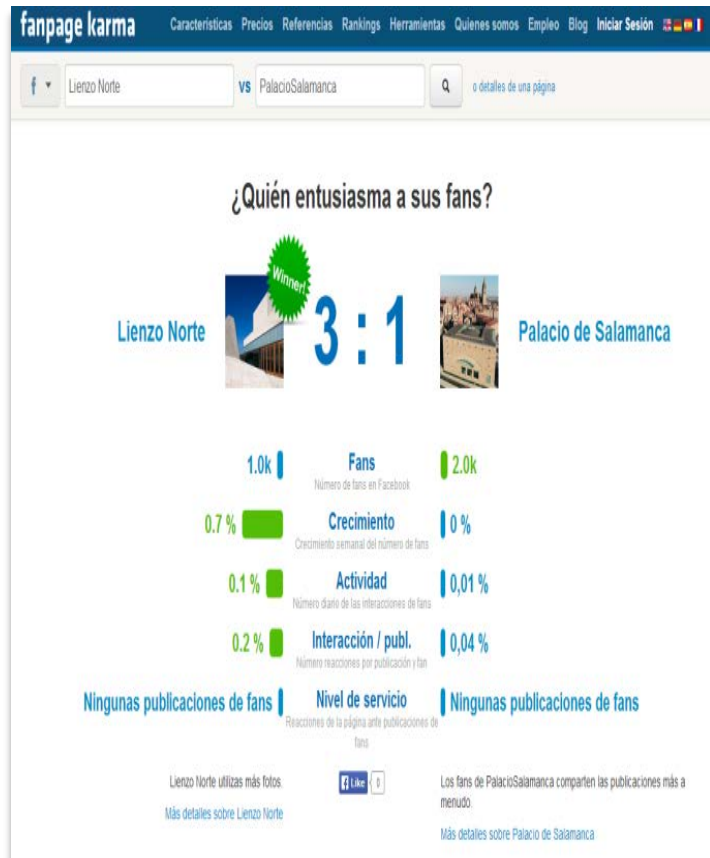 fanpage karma Características Precios Referencias Rankings Herramientas Quienes somos Empleo Blog Iniciar Sesión
f Lienzo Norte vs PalacioSalamanca o detalles de una página
¿Quién entusiasma a sus fans?
Winner!
Lienzo Norte 3 : 1 Palacio de Salamanca
1.0k Fans 2.0k
Número de fans en Facebook
0.7 % Crecimiento 0 %
Crecimiento semanal del número de fans
0.1 % Actividad 0,01 %
Número diario de las interacciones de fans
0.2 % Interacción / publ. 0,04 %
Número reacciones por publicación y fan
Ningunas publicaciones de fans Nivel de servicio Ningunas publicaciones de fans
Reacciones de la página ante publicaciones de
fans
Lienzo Norte utilizas más fotos. Like 0 Los fans de PalacioSalamanca comparten las publicaciones más a
menudo.
Más detalles sobre Lienzo Norte
Más detalles sobre Palacio de Salamanca